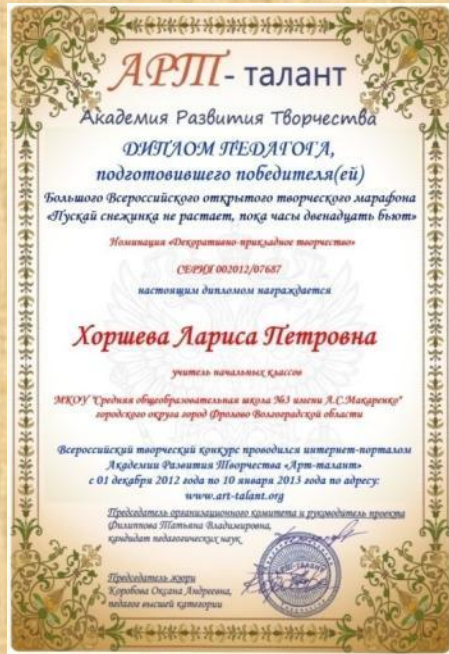 АРТ - талант
Академия Развития Творчества
ДИПЛОМ ПЕДАГОГА,
подготовившего победителя(ей)
Большого Всероссийского открытого творческого марафона
«Пускай снежинка не растает, пока часы двенадцать бьют»
Номинация «Декоративно-прикладное творчество»
СЕРИЯ 002012/07687
настоящим дипломом награждается
Хоршева Лариса Петровна
учитель начальных классов
МКОУ "Средняя общеобразовательная школа №3 имени А.С.Макаренко"
городского округа город Фролово Волгоградской области
Всероссийский творческий конкурс проводился интернет-порталом
Академии Развития Творчества «Арт-талант»
с 01 декабря 2012 года по 10 января 2013 года по адресу:
www.art-talant.org
Председатель организационного комитета и руководитель проекта
Филиппова Татьяна Владимировна,
кандидат педагогических наук
Председатель жюри
Коробова Оксана Андреевна,
педагог высшей категории
АРТ-ТАЛАНТ